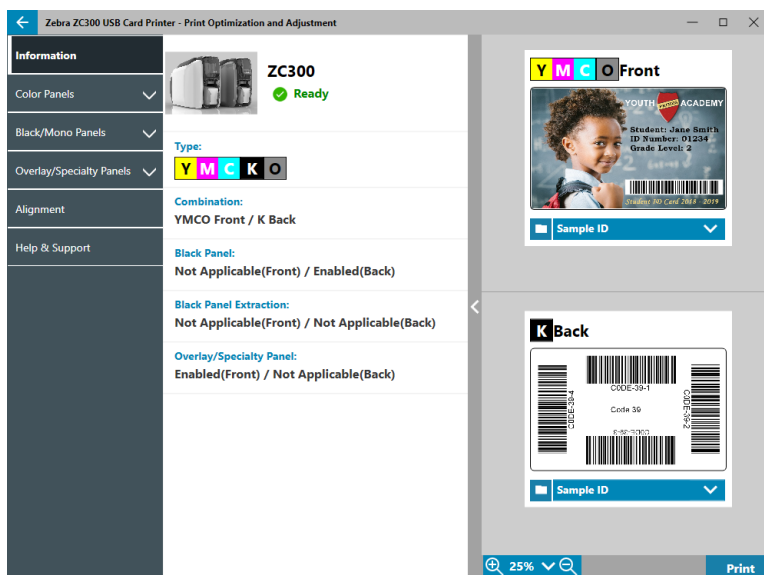 Zebra ZC300 USB Card Printer - Print Optimization and Adjustment
Information
Color Panels
Black/Mono Panels
Overlay/Specialty Panels
Alignment
Help & Support
ZC300
Ready
Type:
Y M C K O
Combination:
YMCO Front / K Back
Black Panel:
Not Applicable(Front) / Enabled(Back)
Black Panel Extraction:
Not Applicable(Front) / Not Applicable(Back)
Overlay/Specialty Panel:
Enabled(Front) / Not Applicable(Back)
Y M C O Front
YOUTH ACADEMY
Student: Jane Smith
ID Number: 01234
Grade Level: 2
Student ID Card 2018 - 2019
Sample ID
K Back
CODE-39-1
CODE-39-4
Code 39
CODE-39-2
CODE-39-3
Sample ID
25%
Print